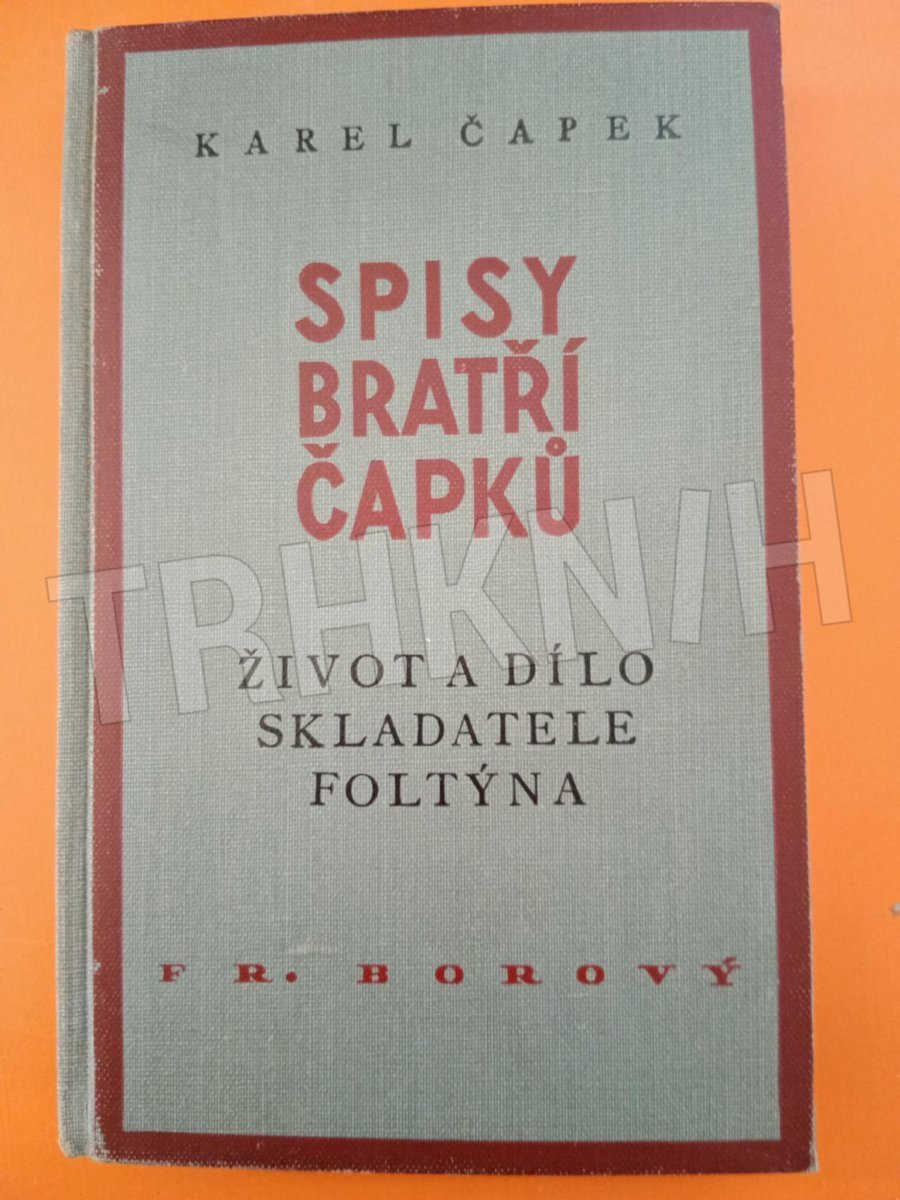 KAREL ČAPEK
SPISY
BRATŘÍ
ČAPKŮ
TRHKNIH
ŽIVOT A DÍLO
SKLADATELE
FOLTÝNA
FR. BOROVÝ